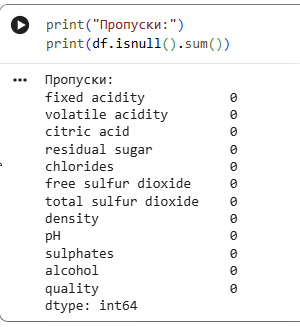 print("Пропуски:")
print(df.isnull().sum())
Пропуски:
fixed acidity 0
volatile acidity 0
citric acid 0
residual sugar 0
chlorides 0
free sulfur dioxide 0
total sulfur dioxide 0
density 0
pH 0
sulphates 0
alcohol 0
quality 0
dtype: int64